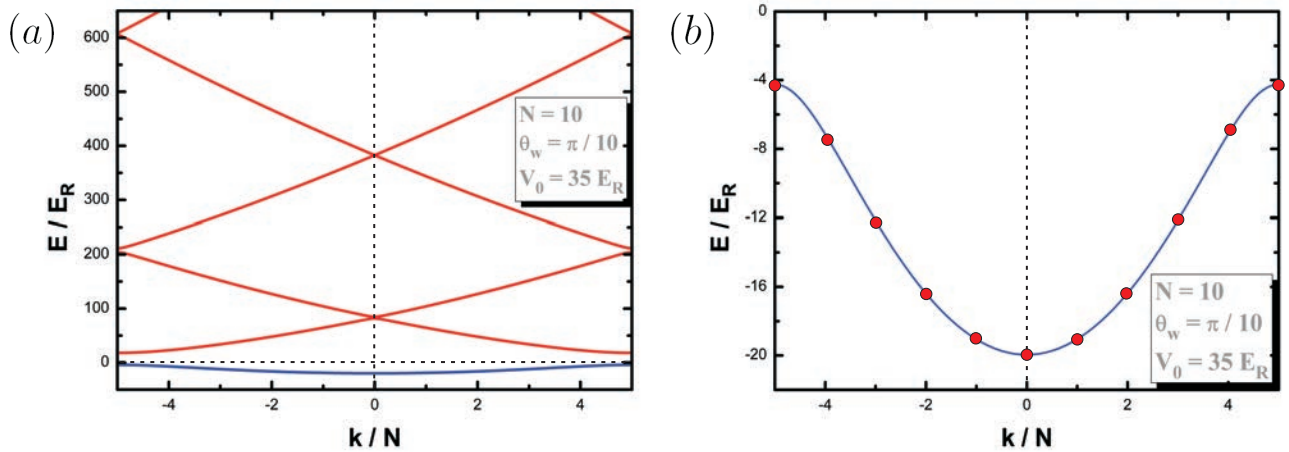 (a)
600
500
400
300
200
100
0
E / E_R
-4
-2
0
2
4
k / N
N = 10
θ_w = π / 10
V_0 = 35 E_R
(b)
0
-4
-8
-12
-16
-20
E / E_R
-4
-2
0
2
4
k / N
N = 10
θ_w = π / 10
V_0 = 35 E_R